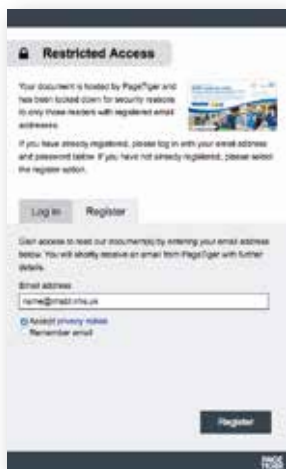 Restricted Access
Your document is hosted by PageTiger and
has been locked down for security reasons
to only those readers with registered email
addresses.
If you have already registered, please log in with your email address
and password below. If you have not already registered, please select
the register option.
Log in Register
Gain access to read our document(s) by entering your email address
below. You will shortly receive an email from PageTiger with further
details.
Email address
Accept privacy notice
Remember email
Register
PAGE
TIGER